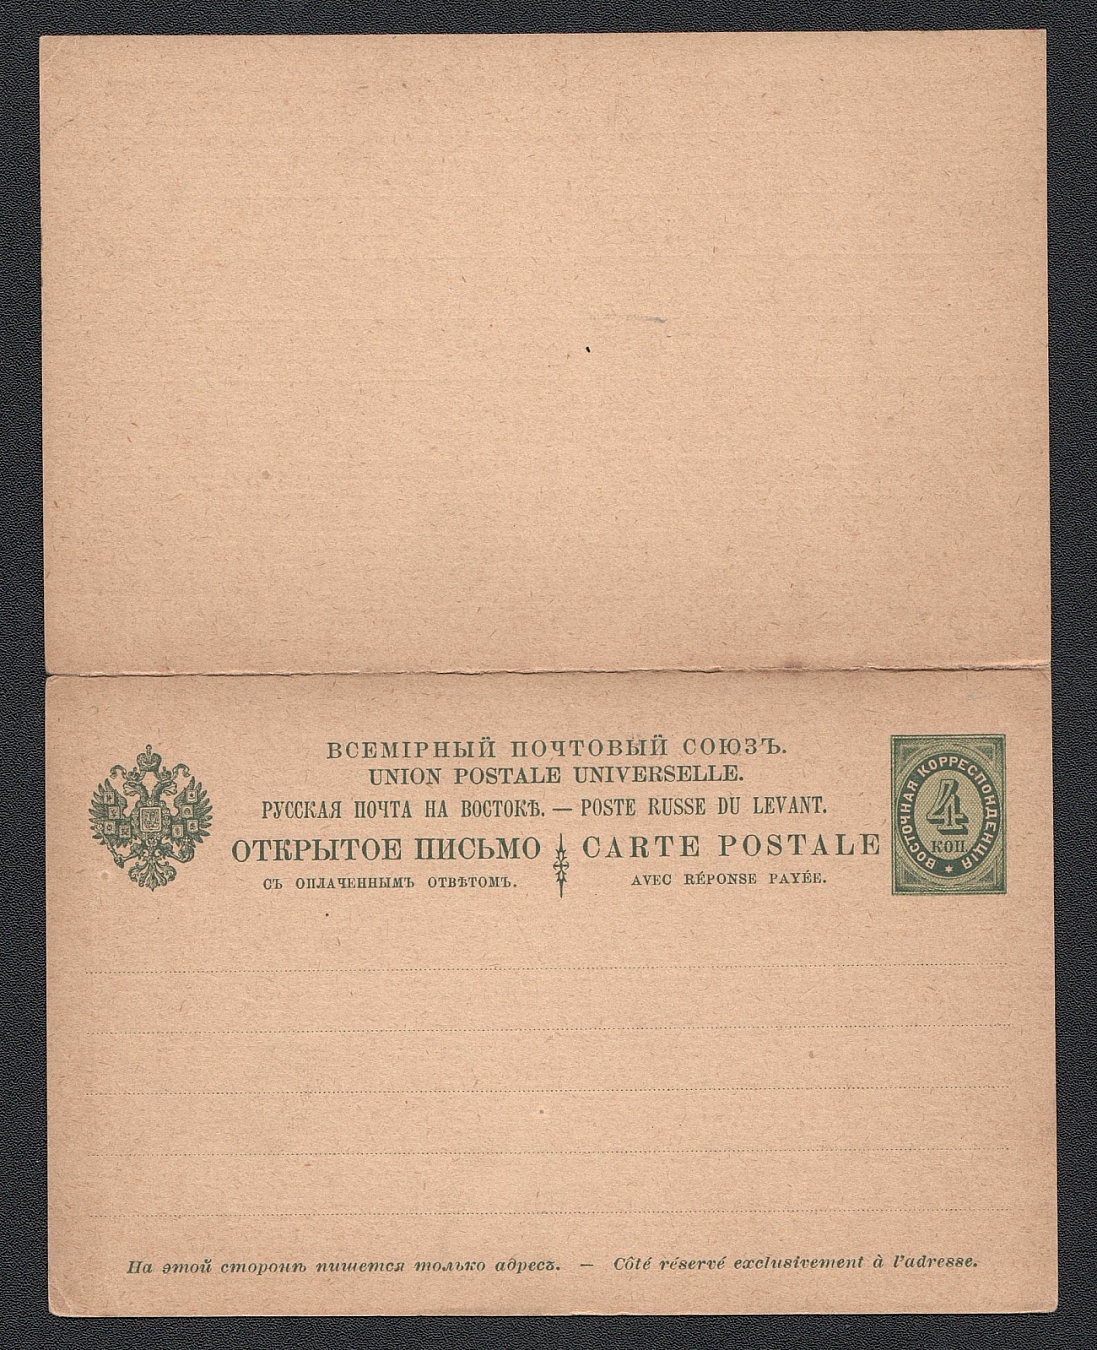 ВСЕМІРНЫЙ ПОЧТОВЫЙ СОЮЗЪ.
UNION POSTALE UNIVERSELLE.
РУССКАЯ ПОЧТА НА ВОСТОКѢ. — POSTE RUSSE DU LEVANT.
ОТКРЫТОЕ ПИСЬМО CARTE POSTALE
СЪ ОПЛАЧЕННЫМЪ ОТВѢТОМЪ. AVEC RÉPONSE PAYÉE.
ВОСТОЧНАЯ КОРРЕСПОНДЕНЦІЯ
4
КОП.
На этой сторонѣ пишется только адресъ. — Côté réservé exclusivement à l'adresse.